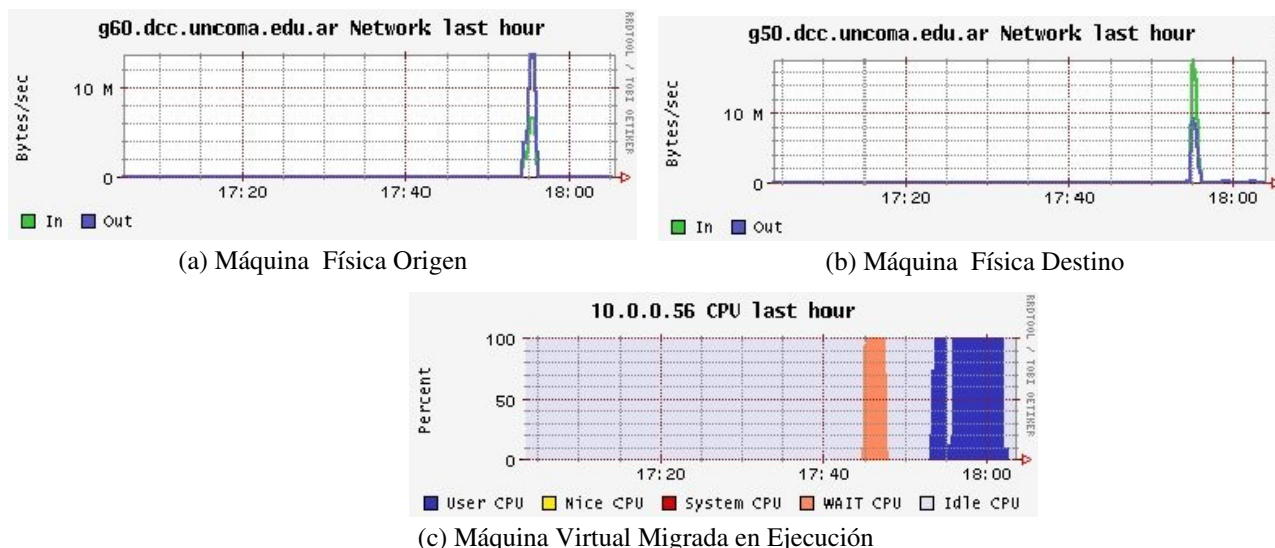 g60.dcc.uncoma.edu.ar Network last hour
Bytes/sec
10 M
0
17:20 17:40 18:00
In Out
RRDTOOL / TOBI OETIKER
(a) Máquina Física Origen
g50.dcc.uncoma.edu.ar Network last hour
Bytes/sec
10 M
0
17:20 17:40 18:00
In Out
RRDTOOL / TOBI OETIKER
(b) Máquina Física Destino
10.0.0.56 CPU last hour
Percent
100
50
0
17:20 17:40 18:00
User CPU Nice CPU System CPU WAIT CPU Idle CPU
RRDTOOL / TOBI OETIKER
(c) Máquina Virtual Migrada en Ejecución